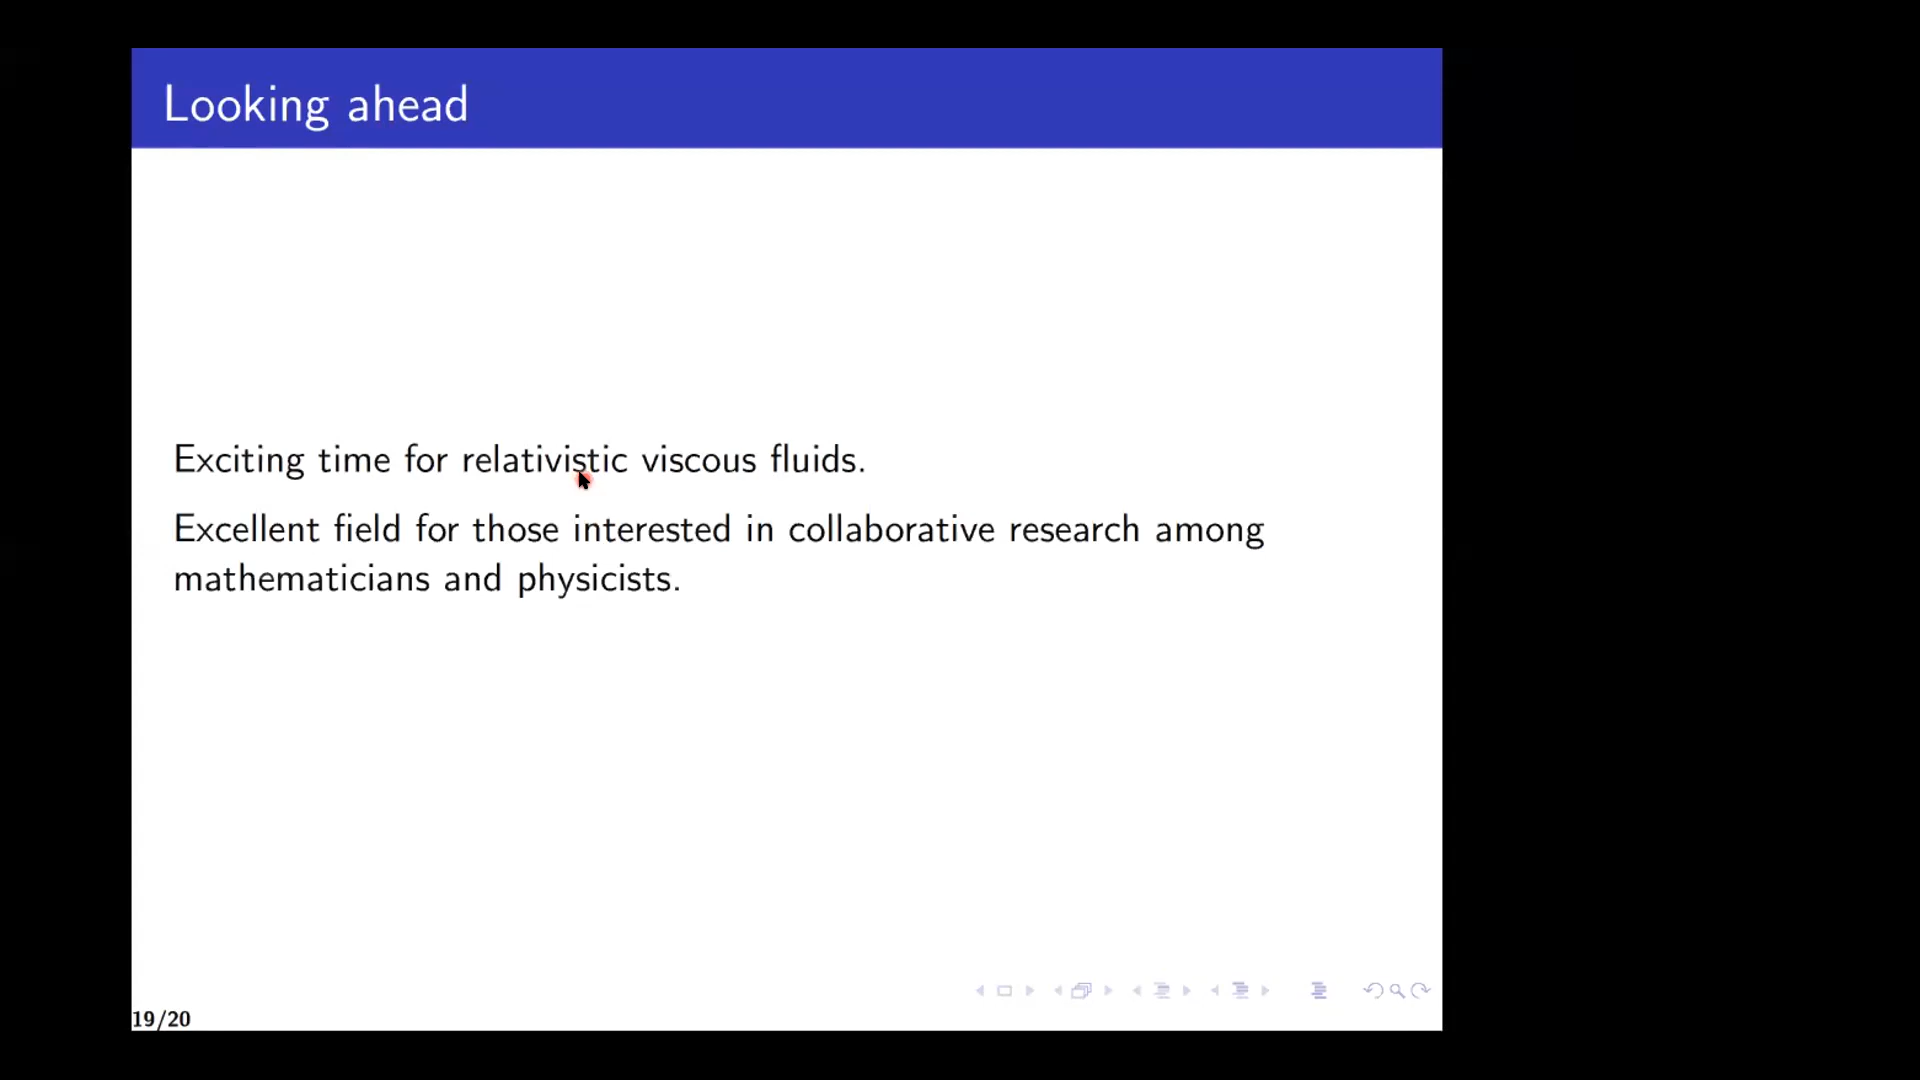 Looking ahead
Exciting time for relativistic viscous fluids.
Excellent field for those interested in collaborative research among
mathematicians and physicists.
19/20